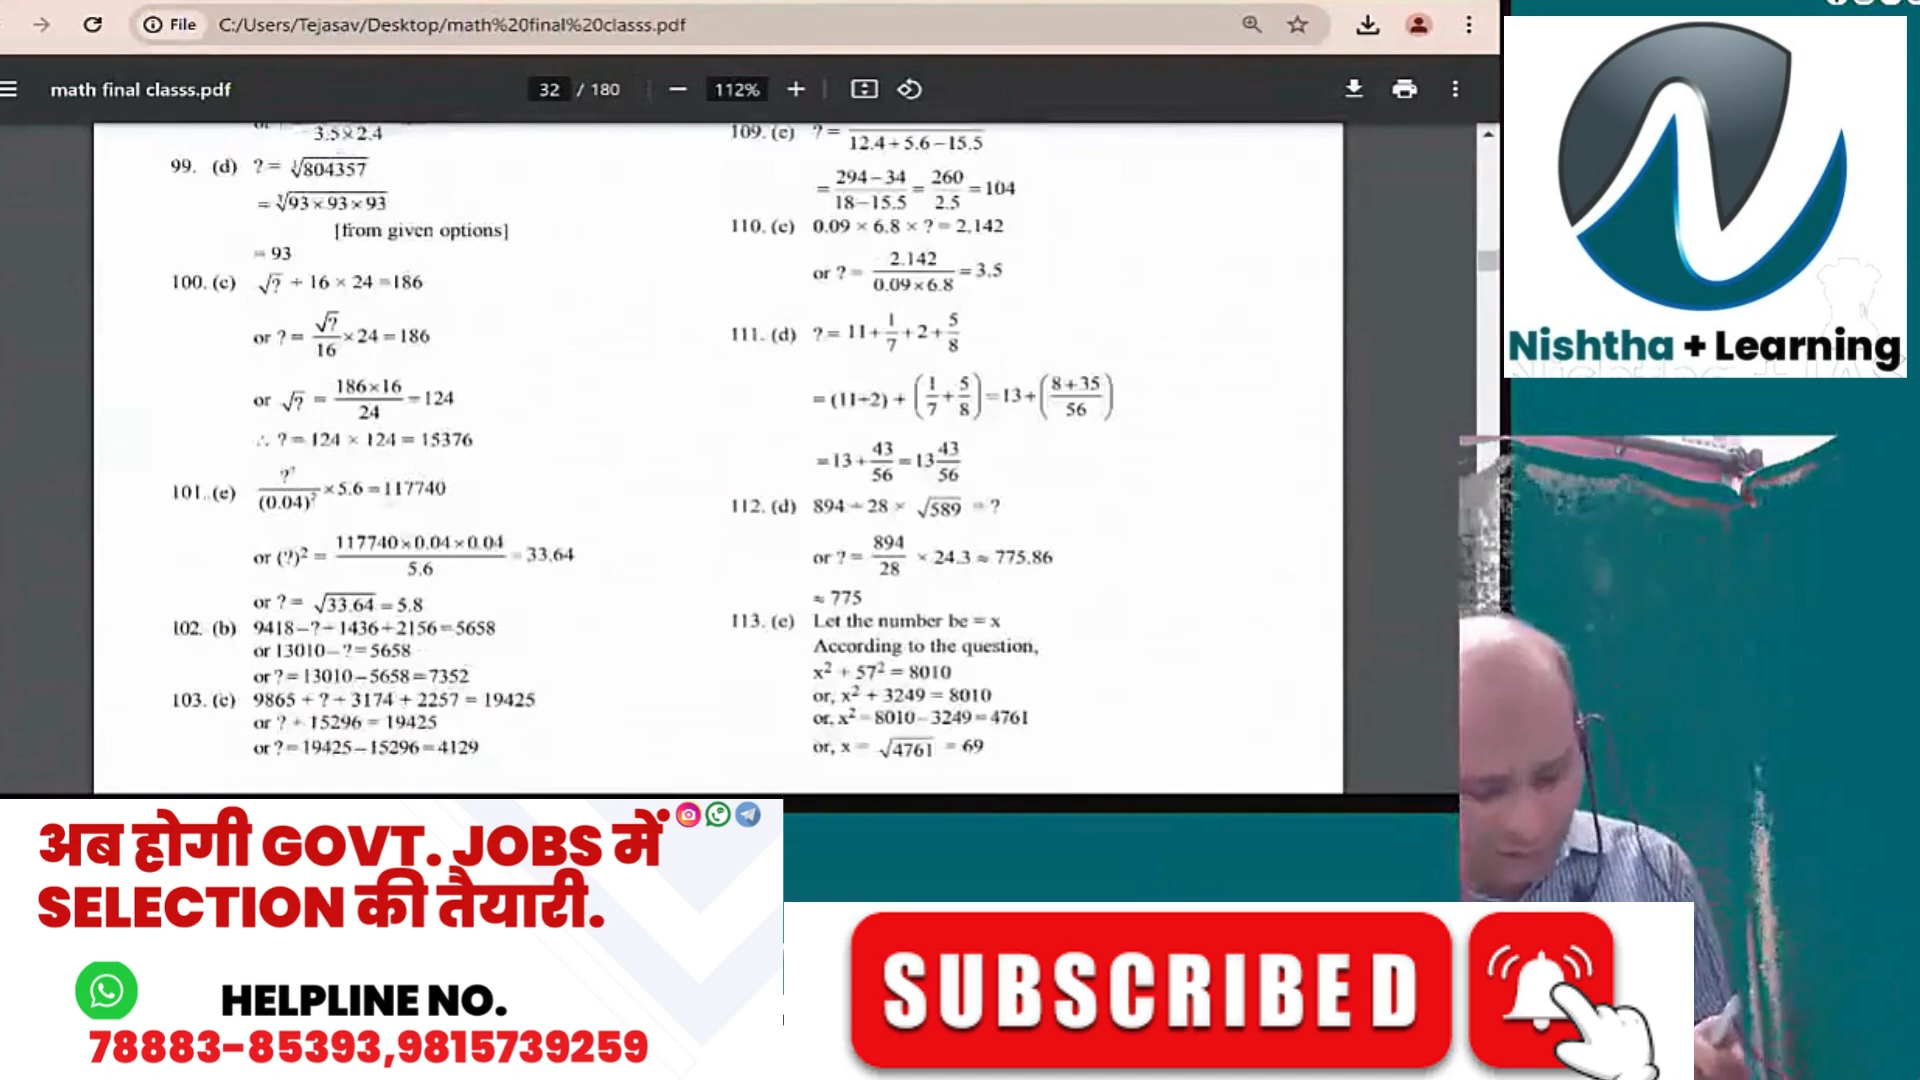 File C:/Users/Tejasav/Desktop/math%20final%20classs.pdf
math final classs.pdf 32 / 180 112%
3.5×2.4
99. (d) ? = ∛804357
= ∛93×93×93
[from given options]
= 93
100. (c) √? ÷ 16 × 24 = 186
or ? = √?/16 × 24 = 186
or √? = 186×16/24 = 124
∴ ? = 124 × 124 = 15376
101. (e) ?²/(0.04)² × 5.6 = 117740
or (?)² = 117740×0.04×0.04/5.6 = 33.64
or ? = √33.64 = 5.8
102. (b) 9418–?+1436+2156=5658
or 13010–?=5658
or ?=13010–5658=7352
103. (c) 9865 + ? + 3174 + 2257 = 19425
or ? + 15296 = 19425
or ?=19425–15296=4129
109. (e) ? = 12.4+5.6–15.5
= 294–34/18–15.5 = 260/2.5 = 104
110. (e) 0.09 × 6.8 × ? = 2.142
or ? = 2.142/0.09×6.8 = 3.5
111. (d) ? = 11+1/7+2+5/8
= (11+2) + (1/7+5/8) = 13+(8+35/56)
= 13+43/56 = 13 43/56
112. (d) 894 ÷ 28 × √589 = ?
or ? = 894/28 × 24.3 ≈ 775.86
≈ 775
113. (e) Let the number be = x
According to the question,
x² + 57² = 8010
or, x² + 3249 = 8010
or, x² = 8010–3249=4761
or, x = √4761 = 69
Nishtha + Learning
अब होगी GOVT. JOBS में
SELECTION की तैयारी.
HELPLINE NO.
78883-85393,9815739259
SUBSCRIBED